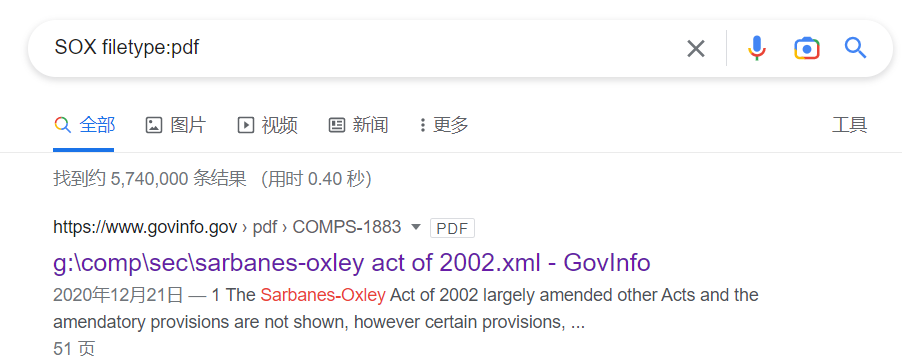 SOX filetype:pdf
全部 图片 视频 新闻 更多 工具
找到约 5,740,000 条结果 （用时 0.40 秒）
https://www.govinfo.gov › pdf › COMPS-1883 PDF
g:\comp\sec\sarbanes-oxley act of 2002.xml - GovInfo
2020年12月21日 — 1 The Sarbanes-Oxley Act of 2002 largely amended other Acts and the
amendatory provisions are not shown, however certain provisions, ...
51 页